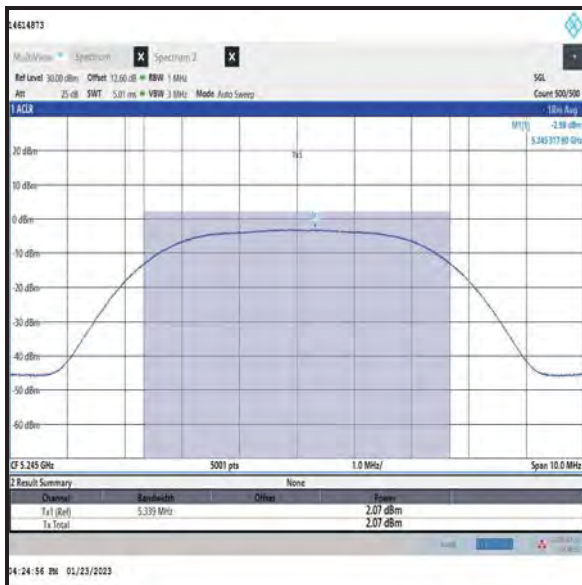 14614873
MultiView Spectrum X Spectrum 2 X
Ref Level 30.00 dBm Offset 12.60 dB RBW 1 MHz SGL
Att 25 dB SWT 5.01 ms VBW 3 MHz Mode Auto Sweep Count 500/500
1 ACLR 1Rm Avg
M1[1] -2.98 dBm
5.245 317 60 GHz
Tx1
20 dBm
10 dBm
0 dBm
-10 dBm
-20 dBm
-30 dBm
-40 dBm
-50 dBm
-60 dBm
CF 5.245 GHz 5001 pts 1.0 MHz/ Span 10.0 MHz
2 Result Summary None
Channel Bandwidth Offset Power
Tx1 (Ref) 5.339 MHz 2.07 dBm
Tx Total 2.07 dBm
04:24:56 PM 01/23/2023